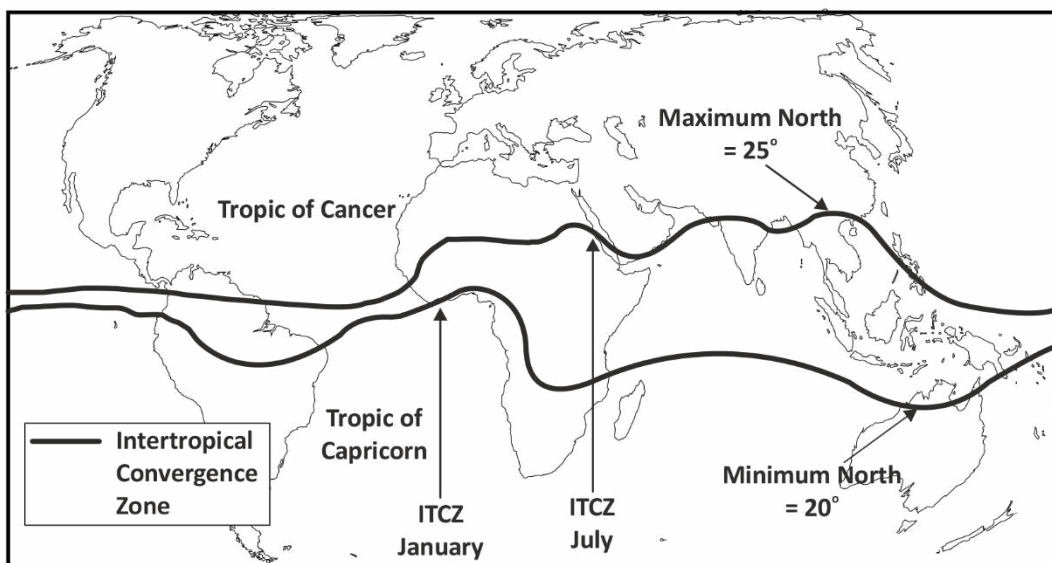 Maximum North
= 25°
Tropic of Cancer
Tropic of
Capricorn
Intertropical
Convergence
Zone
ITCZ
January
ITCZ
July
Minimum North
= 20°